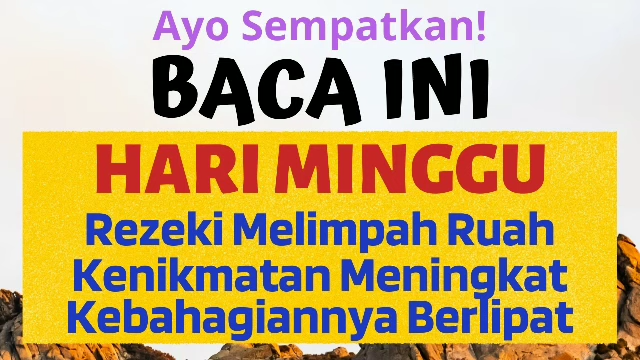 Ayo Sempatkan!
BACA INI
HARI MINGGU
Rezeki Melimpah Ruah
Kenikmatan Meningkat
Kebahagiannya Berlipat